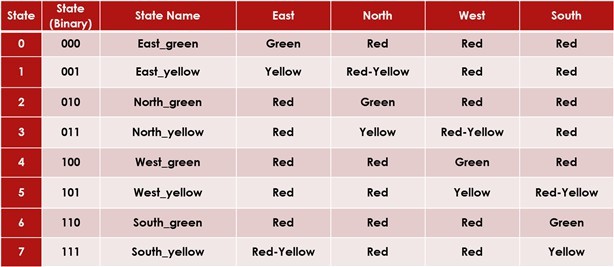 State State (Binary) State Name East North West South
0 000 East_green Green Red Red Red
1 001 East_yellow Yellow Red-Yellow Red Red
2 010 North_green Red Green Red Red
3 011 North_yellow Red Yellow Red-Yellow Red
4 100 West_green Red Red Green Red
5 101 West_yellow Red Red Yellow Red-Yellow
6 110 South_green Red Red Red Green
7 111 South_yellow Red-Yellow Red Red Yellow